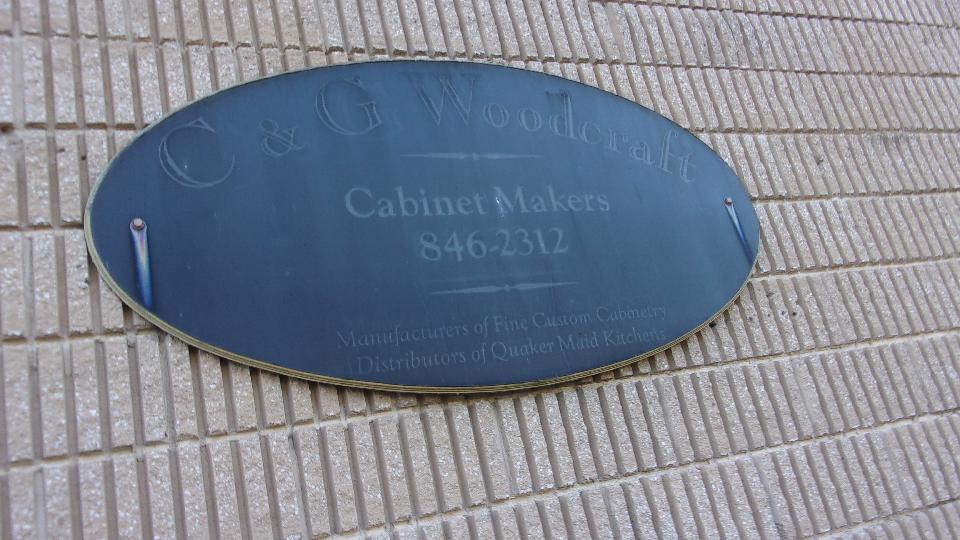 C & G Woodcraft
Cabinet Makers
846-2312
Manufacturers of Fine Custom Cabinetry
Distributors of Quaker Maid Kitchens